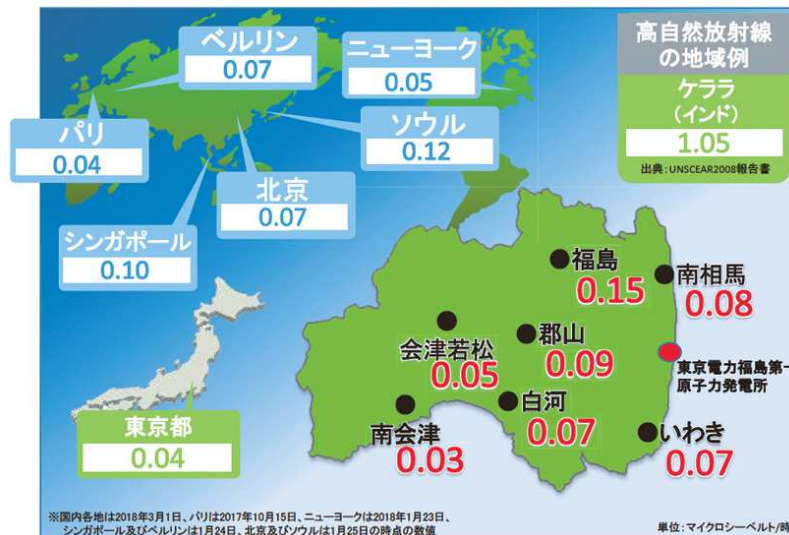 ベルリン
0.07
ニューヨーク
0.05
高自然放射線
の地域例
ケララ
（インド）
1.05
出典：UNSCEAR2008報告書
パリ
0.04
ソウル
0.12
北京
0.07
シンガポール
0.10
福島
0.15
南相馬
0.08
会津若松
0.05
郡山
0.09
東京電力福島第一
原子力発電所
東京都
0.04
南会津
0.03
白河
0.07
いわき
0.07
※国内各地は2018年3月1日、パリは2017年10月15日、ニューヨークは2018年1月23日、
シンガポール及びベルリンは1月24日、北京及びソウルは1月25日の時点の数値
単位：マイクロシーベルト/時